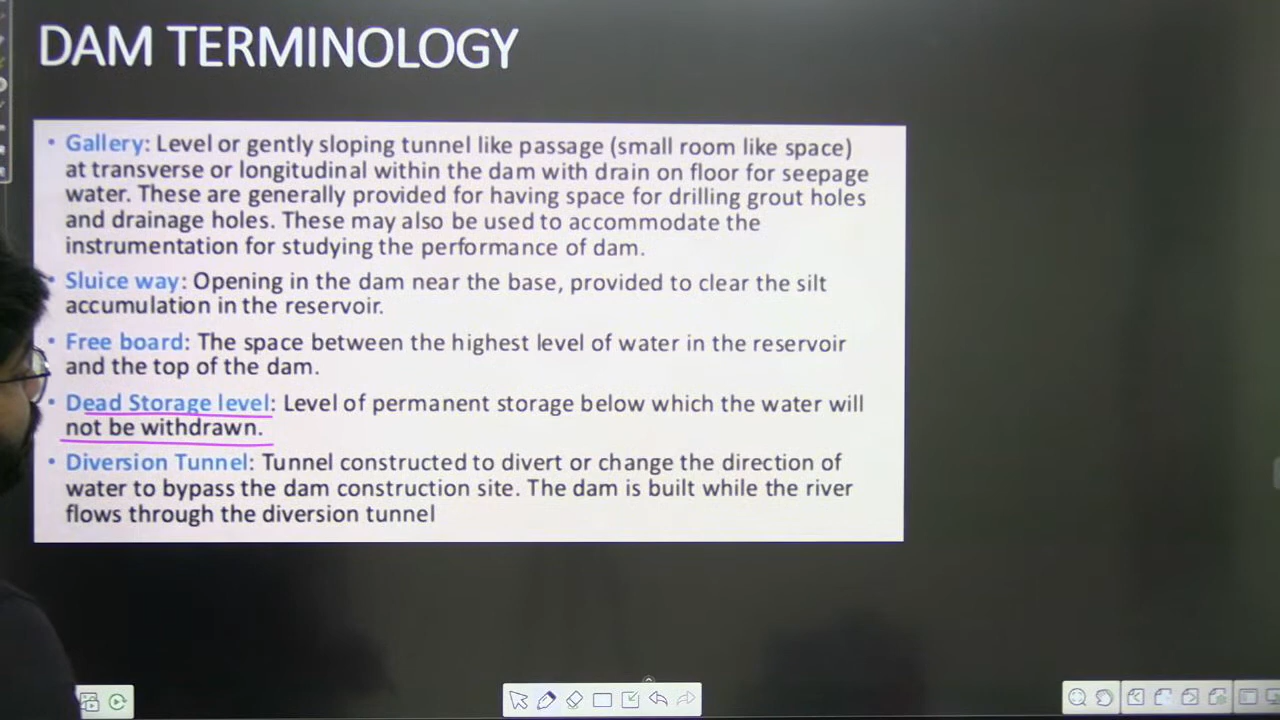 DAM TERMINOLOGY
• Gallery: Level or gently sloping tunnel like passage (small room like space)
at transverse or longitudinal within the dam with drain on floor for seepage
water. These are generally provided for having space for drilling grout holes
and drainage holes. These may also be used to accommodate the
instrumentation for studying the performance of dam.
• Sluice way: Opening in the dam near the base, provided to clear the silt
accumulation in the reservoir.
• Free board: The space between the highest level of water in the reservoir
and the top of the dam.
• Dead Storage level: Level of permanent storage below which the water will
not be withdrawn.
• Diversion Tunnel: Tunnel constructed to divert or change the direction of
water to bypass the dam construction site. The dam is built while the river
flows through the diversion tunnel